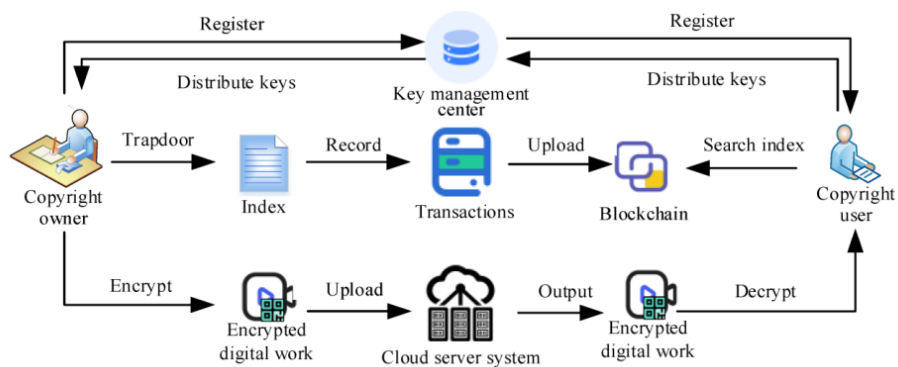 Register
Register
Distribute keys
Distribute keys
Key management
center
Trapdoor
Record
Upload
Search index
Copyright
owner
Index
Transactions
Blockchain
Copyright
user
Encrypt
Upload
Output
Decrypt
Encrypted
digital work
Cloud server system
Encrypted
digital work